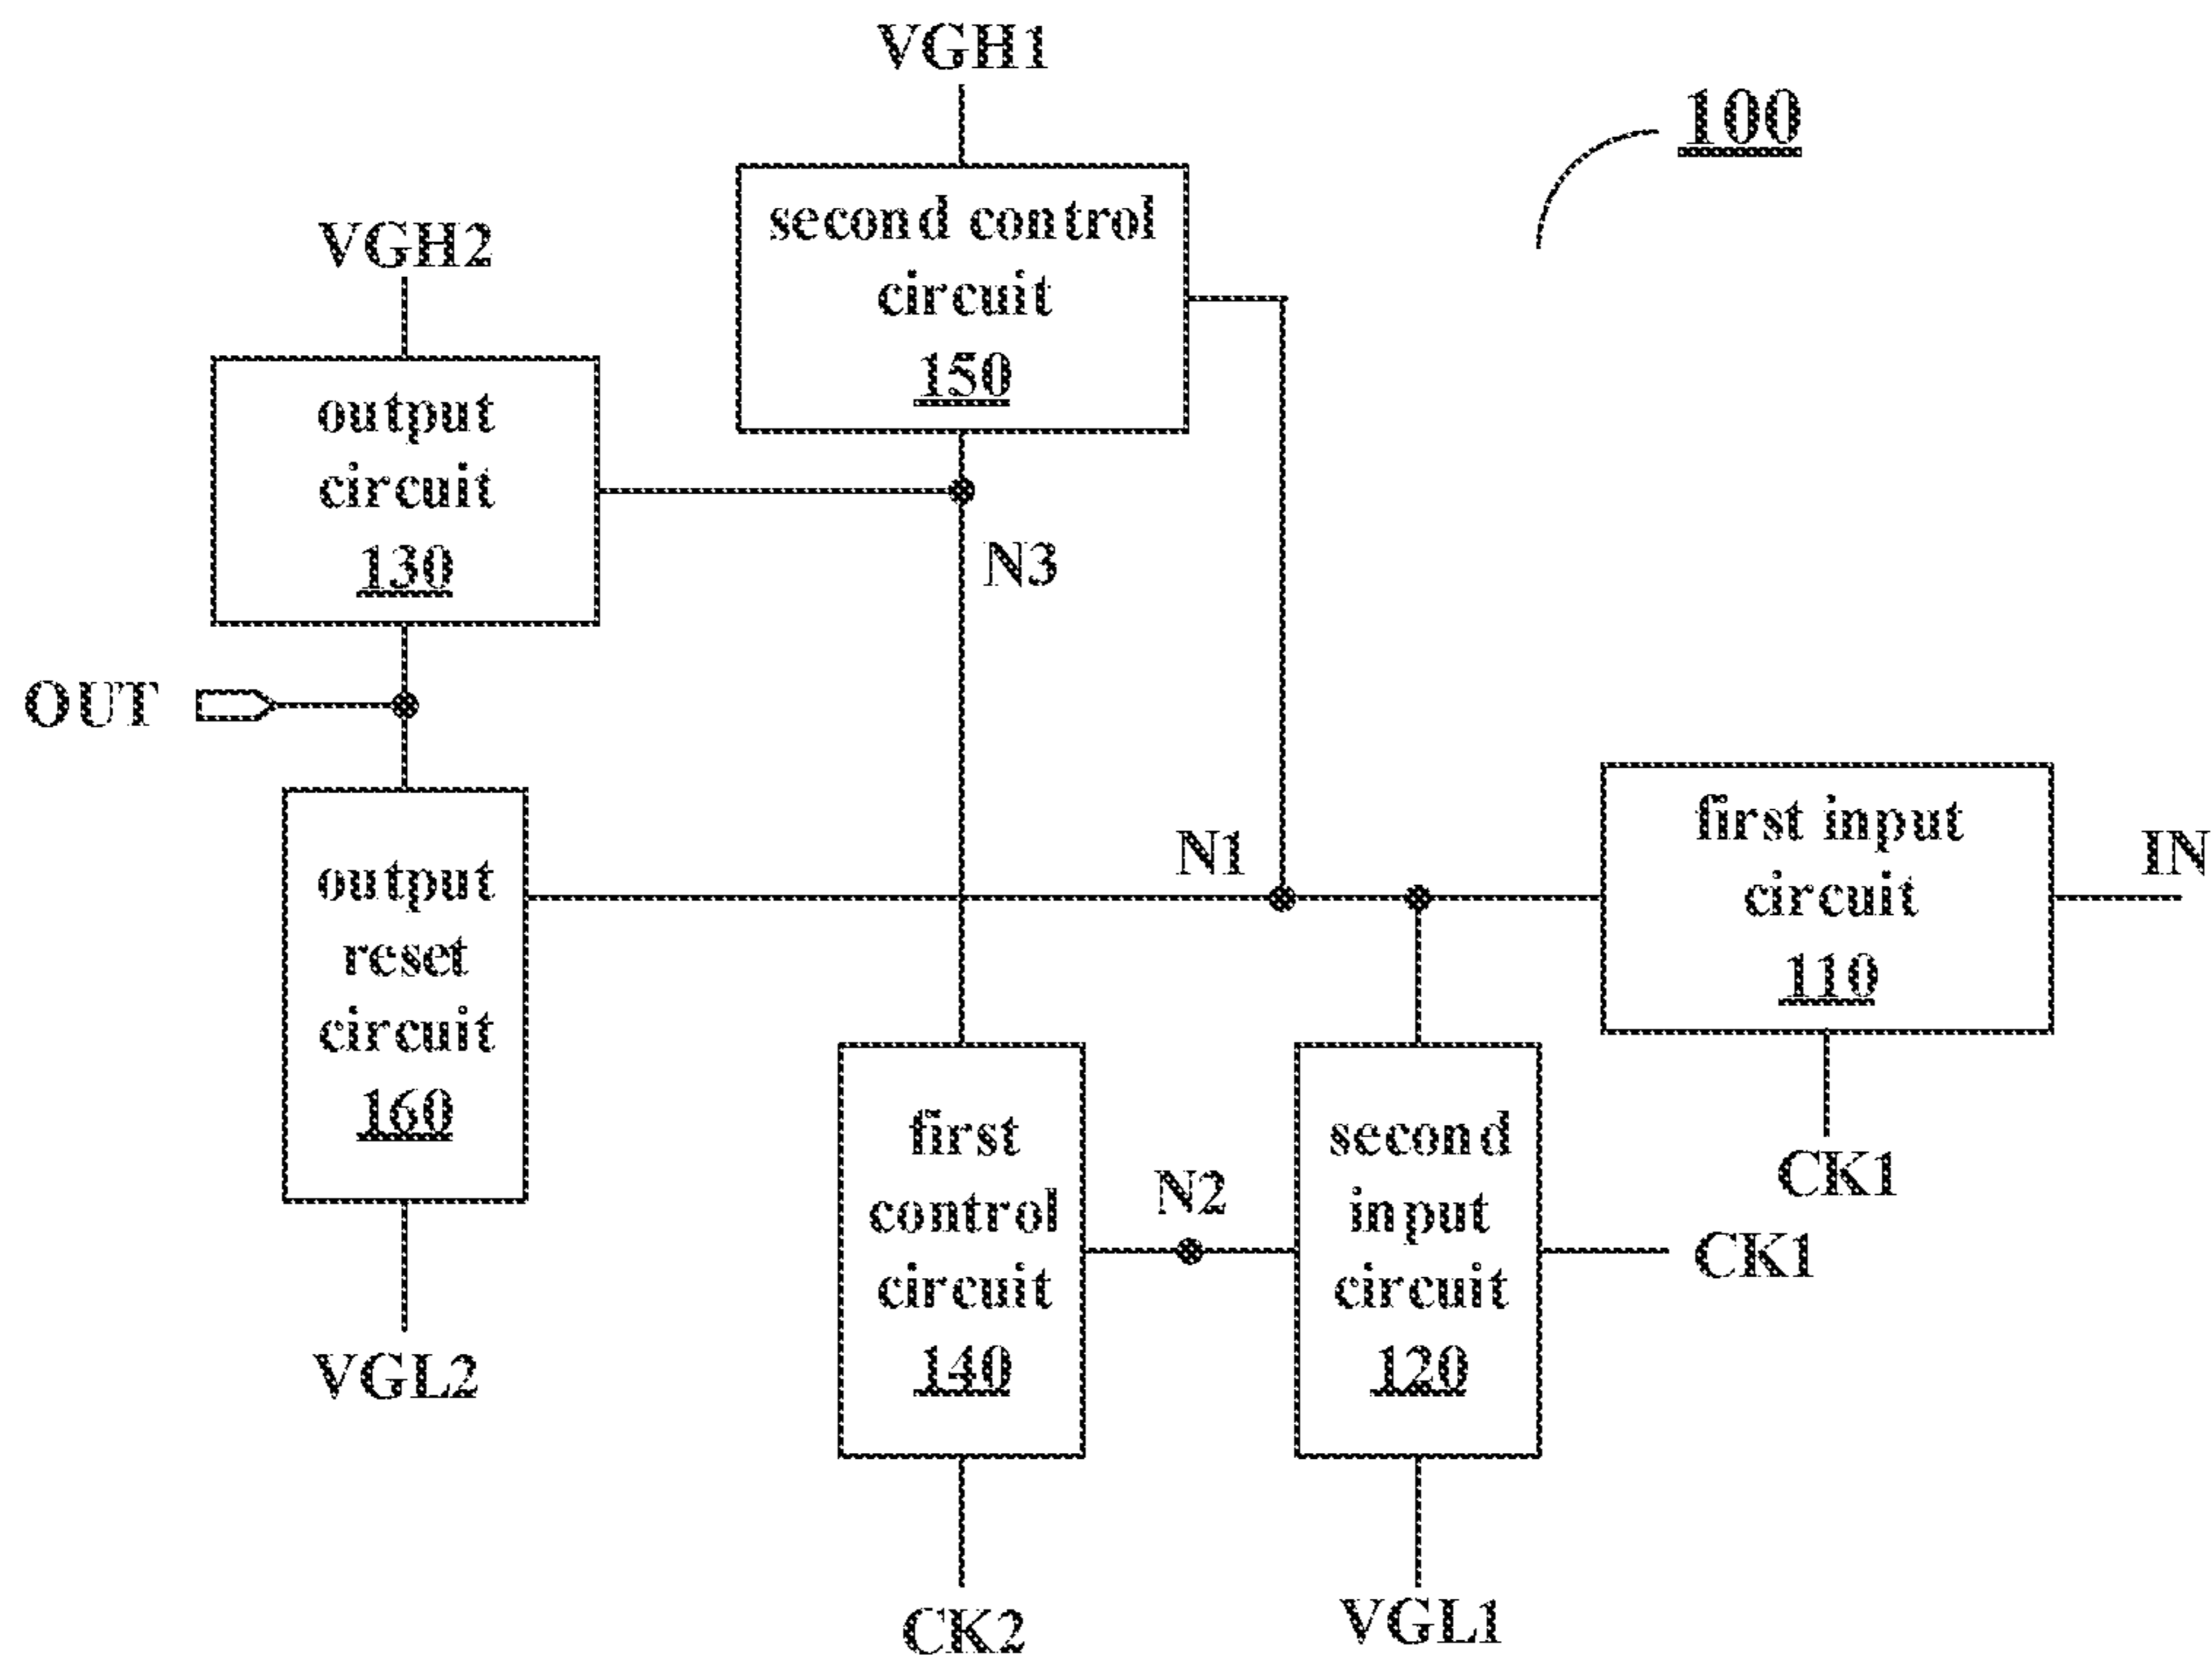 VGH1
100
second control
circuit
150
VGH2
output
circuit
130
N3
OUT
N1
first input
circuit
110
IN
output
reset
circuit
160
first
control
circuit
140
N2
second
input
circuit
120
CK1
CK1
VGL2
CK2
VGL1